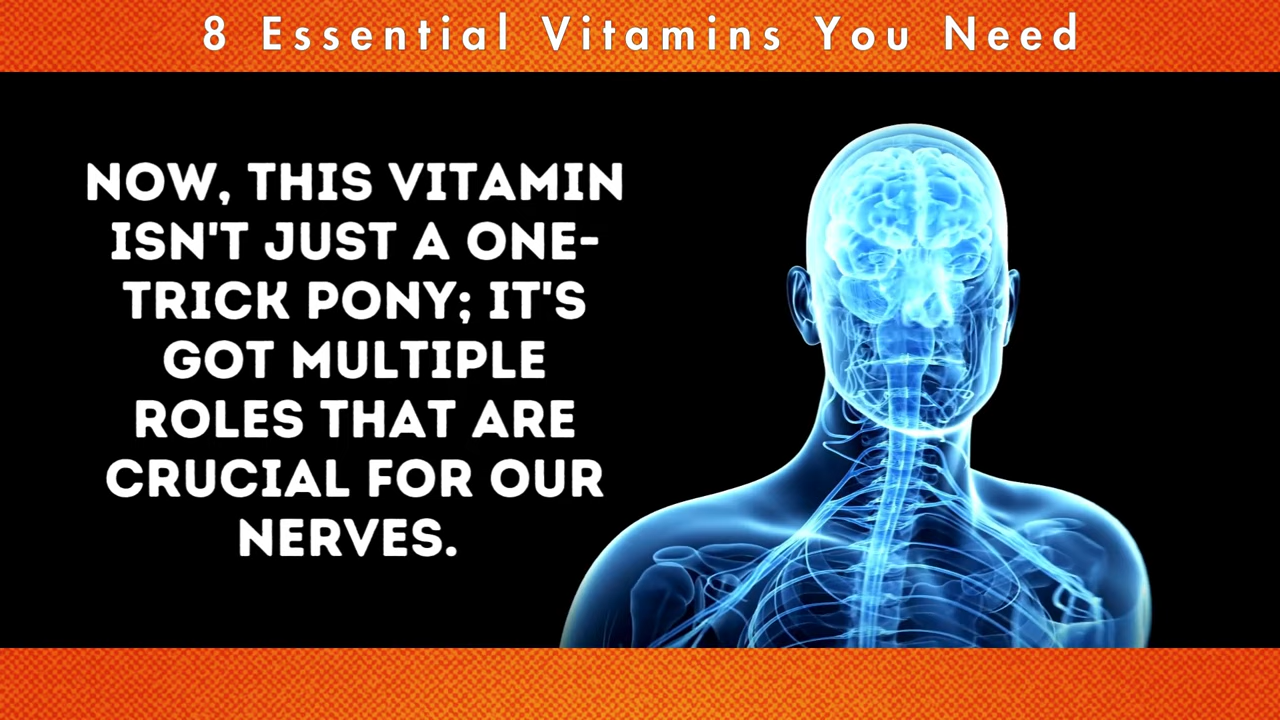 8 Essential Vitamins You Need
NOW, THIS VITAMIN
ISN'T JUST A ONE-
TRICK PONY; IT'S
GOT MULTIPLE
ROLES THAT ARE
CRUCIAL FOR OUR
NERVES.